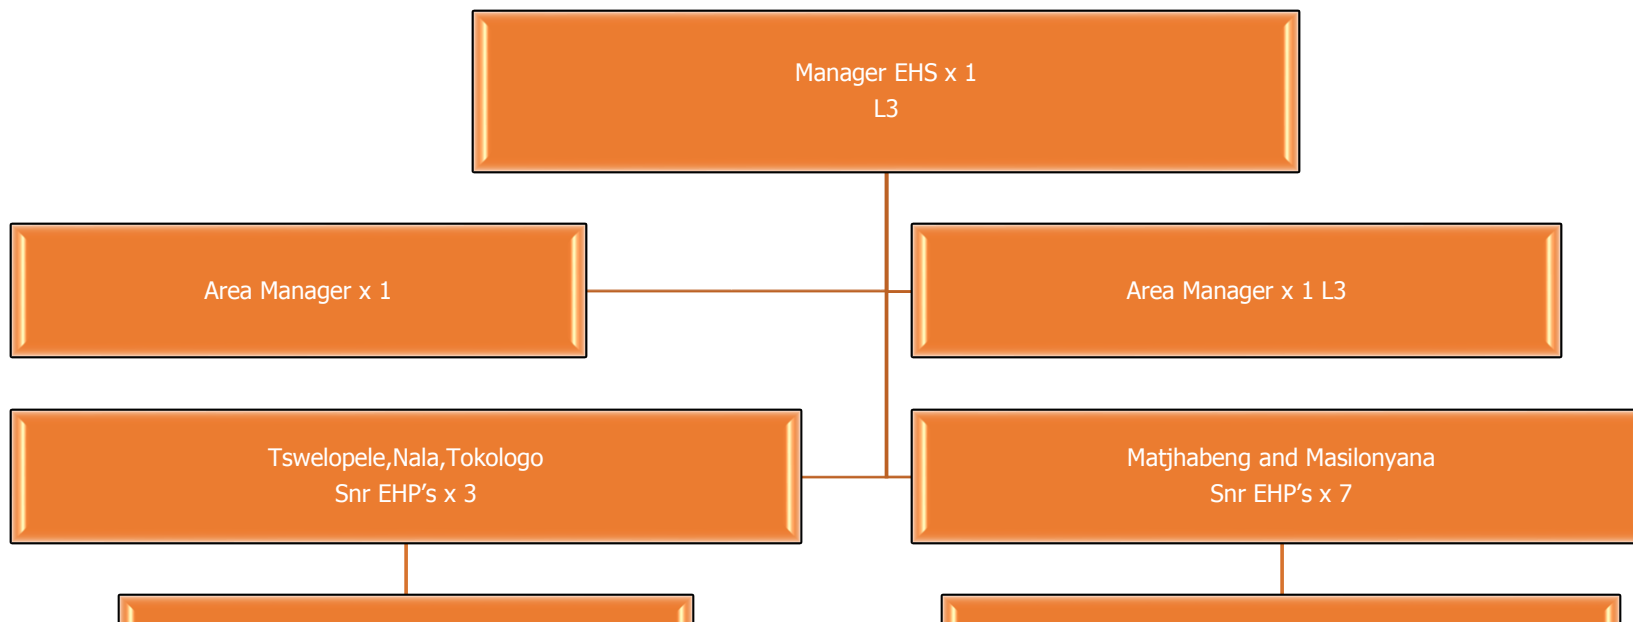 Manager EHS x 1
L3
Area Manager x 1
Area Manager x 1 L3
Tswelopele,Nala,Tokologo
Snr EHP’s x 3
Matjhabeng and Masilonyana
Snr EHP’s x 7